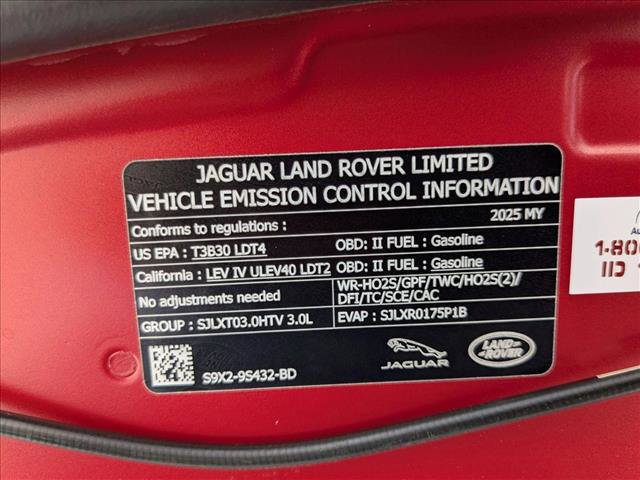 JAGUAR LAND ROVER LIMITED
VEHICLE EMISSION CONTROL INFORMATION
Conforms to regulations : 2025 MY
US EPA : T3B30 LDT4 OBD: II FUEL : Gasoline
California : LEV IV ULEV40 LDT2 OBD: II FUEL : Gasoline
No adjustments needed WR-HO2S/GPF/TWC/HO2S(2)/
DFI/TC/SCE/CAC
GROUP : SJLXT03.0HTV 3.0L EVAP : SJLXR0175P1B
S9X2-9S432-BD
JAGUAR
LAND-
ROVER
Au
1-80